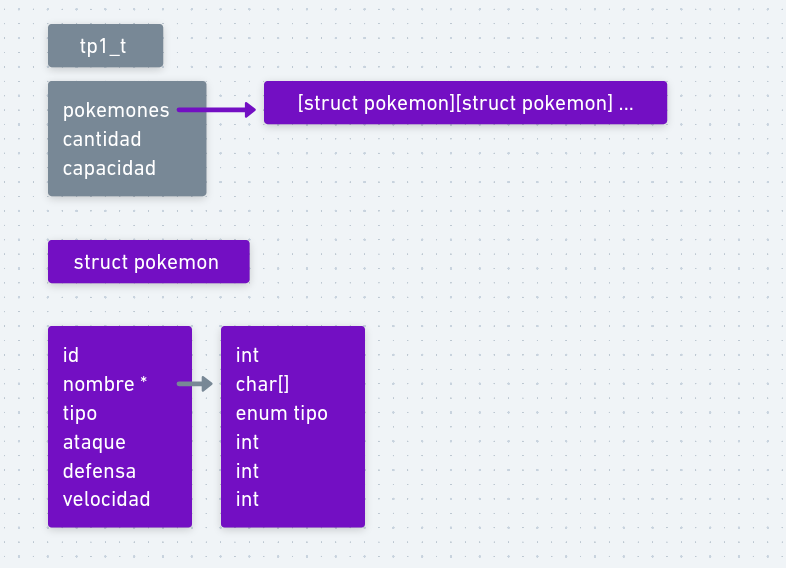 tp1_t
pokemones
[struct pokemon][struct pokemon] ...
cantidad
capacidad
struct pokemon
id
int
nombre *
char[]
tipo
enum tipo
ataque
int
defensa
int
velocidad
int